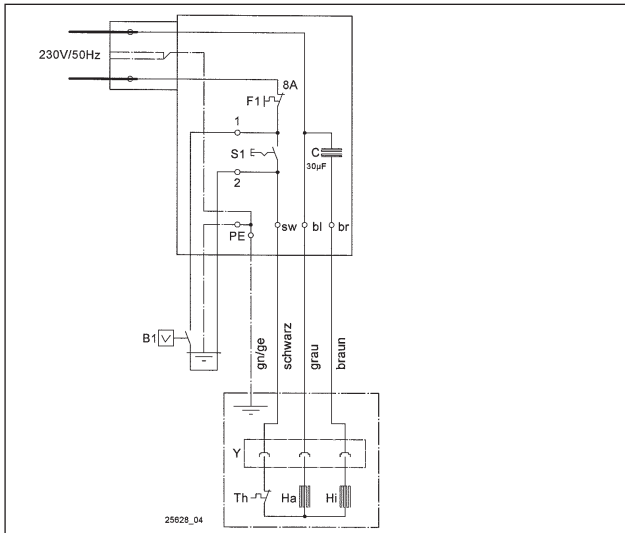 230V/50Hz
8A
F1
1
S1
C
30µF
2
sw
bl
br
PE
B1
gn/ge
schwarz
grau
braun
Y
Th
Ha
Hi
25628_04